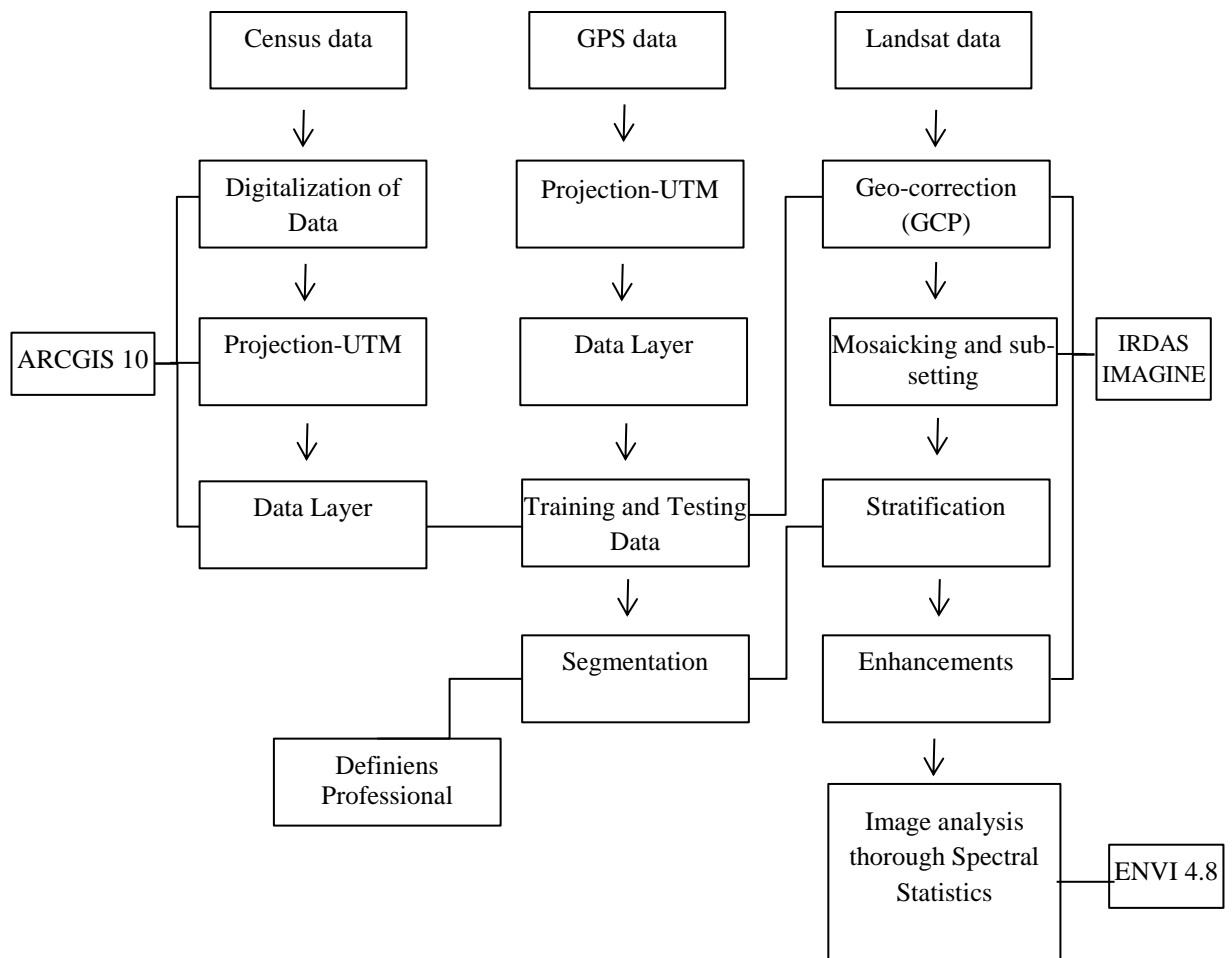 Census data
GPS data
Landsat data
Digitalization of
Data
Projection-UTM
Geo-correction
(GCP)
ARCGIS 10
Projection-UTM
Data Layer
Mosaicking and sub-
setting
IRDAS
IMAGINE
Data Layer
Training and Testing
Data
Stratification
Segmentation
Enhancements
Definiens
Professional
Image analysis
thorough Spectral
Statistics
ENVI 4.8